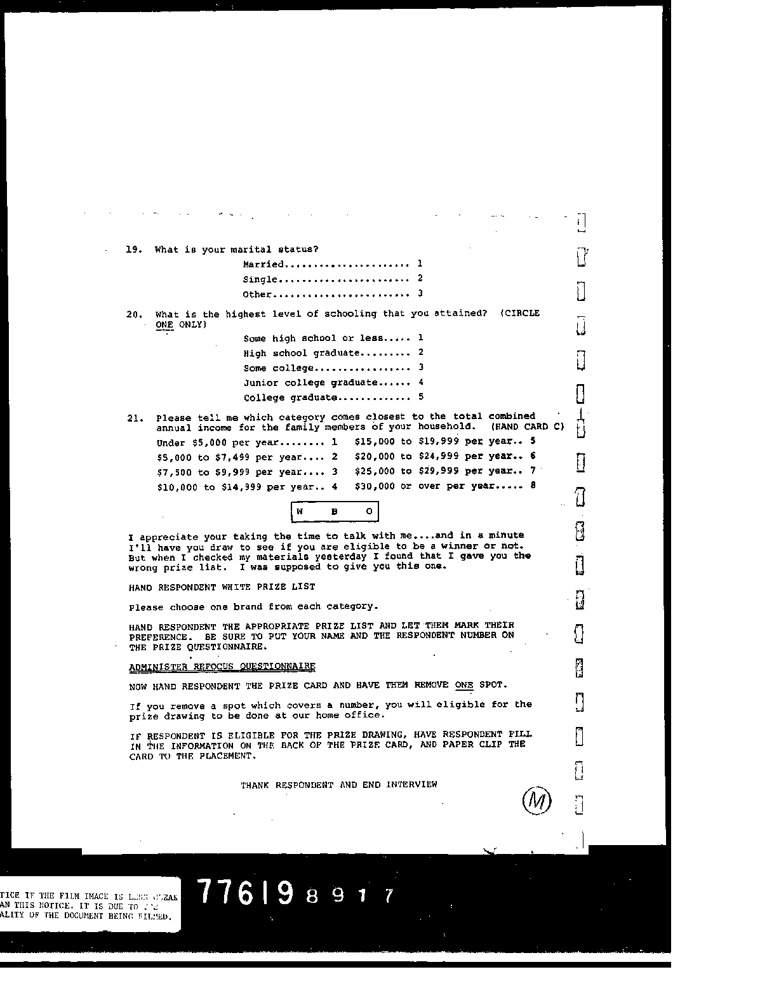 19. What is your marital status?
Married...................... 1
Single....................... 2
Other........................ 3
20. What is the highest level of schooling that you attained? (CIRCLE
ONE ONLY)
Some high school or less..... 1
High school graduate......... 2
Some college................. 3
Junior college graduate...... 4
College graduate............. 5
21. Please tell me which category comes closest to the total combined
annual income for the family members of your household. (HAND CARD C)
Under $5,000 per year........ 1 $15,000 to $19,999 per year.. 5
$5,000 to $7,499 per year.... 2 $20,000 to $24,999 per year.. 6
$7,500 to $9,999 per year.... 3 $25,000 to $29,999 per year.. 7
$10,000 to $14,999 per year.. 4 $30,000 or over per year..... 8
W B O
I appreciate your taking the time to talk with me....and in a minute
I'll have you draw to see if you are eligible to be a winner or not.
But when I checked my materials yesterday I found that I gave you the
wrong prize list. I was supposed to give you this one.
HAND RESPONDENT WHITE PRIZE LIST
Please choose one brand from each category.
HAND RESPONDENT THE APPROPRIATE PRIZE LIST AND LET THEM MARK THEIR
PREFERENCE. BE SURE TO PUT YOUR NAME AND THE RESPONDENT NUMBER ON
THE PRIZE QUESTIONNAIRE.
ADMINISTER REFOCUS QUESTIONNAIRE
NOW HAND RESPONDENT THE PRIZE CARD AND HAVE THEM REMOVE ONE SPOT.
If you remove a spot which covers a number, you will eligible for the
prize drawing to be done at our home office.
IF RESPONDENT IS ELIGIBLE FOR THE PRIZE DRAWING, HAVE RESPONDENT FILL
IN THE INFORMATION ON THE BACK OF THE PRIZE CARD, AND PAPER CLIP THE
CARD TO THE PLACEMENT.
THANK RESPONDENT AND END INTERVIEW
M
77619 8917
TICE IF THE FILM IMAGE IS
AN THIS NOTICE. IT IS DUE TO
ALITY OF THE DOCUMENT BEING FILMED.